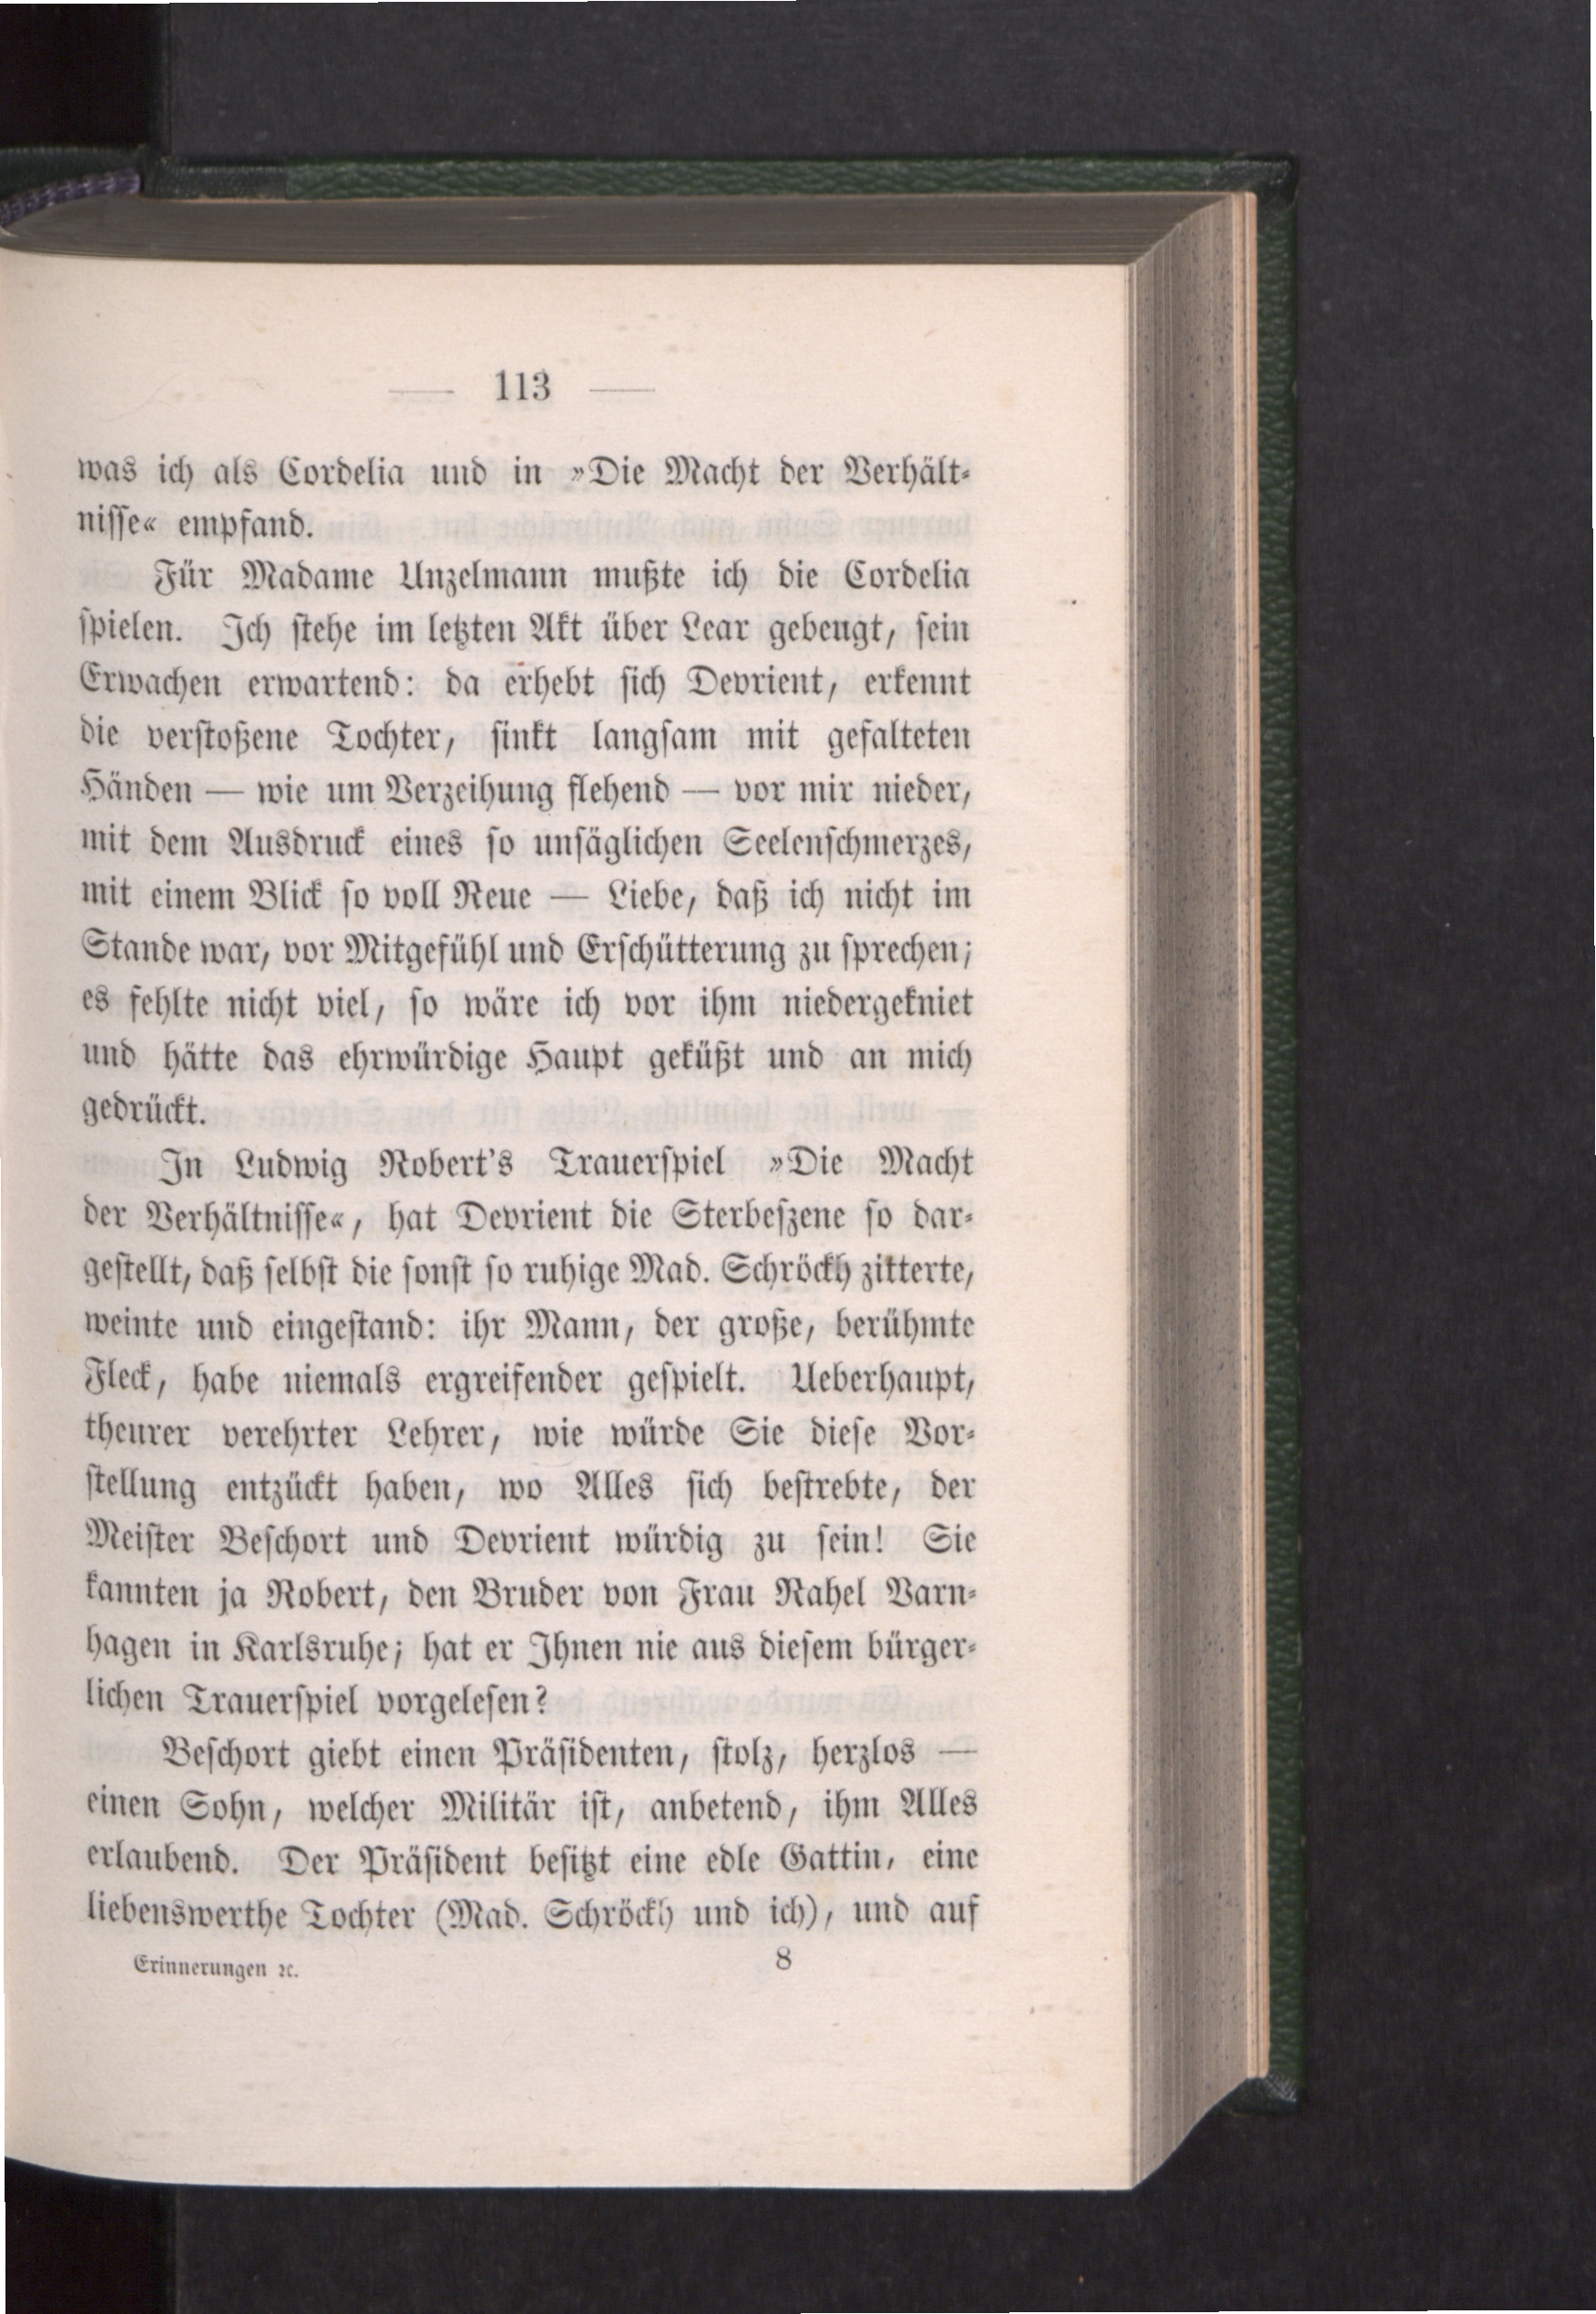 — 113 —
was ich als Cordelia und in »Die Macht der Verhält-
nisse« empfand.
Für Madame Unzelmann mußte ich die Cordelia
spielen. Ich stehe im letzten Akt über Lear gebeugt, sein
Erwachen erwartend: da erhebt sich Devrient, erkennt
die verstoßene Tochter, sinkt langsam mit gefalteten
Händen — wie um Verzeihung flehend — vor mir nieder,
mit dem Ausdruck eines so unsäglichen Seelenschmerzes,
mit einem Blick so voll Reue — Liebe, daß ich nicht im
Stande war, vor Mitgefühl und Erschütterung zu sprechen;
es fehlte nicht viel, so wäre ich vor ihm niedergekniet
und hätte das ehrwürdige Haupt geküßt und an mich
gedrückt.
In Ludwig Robert's Trauerspiel »Die Macht
der Verhältnisse«, hat Devrient die Sterbeszene so dar-
gestellt, daß selbst die sonst so ruhige Mad. Schröckh zitterte,
weinte und eingestand: ihr Mann, der große, berühmte
Fleck, habe niemals ergreifender gespielt. Ueberhaupt,
theurer verehrter Lehrer, wie würde Sie diese Vor-
stellung entzückt haben, wo Alles sich bestrebte, der
Meister Beschort und Devrient würdig zu sein! Sie
kannten ja Robert, den Bruder von Frau Rahel Varn-
hagen in Karlsruhe; hat er Ihnen nie aus diesem bürger-
lichen Trauerspiel vorgelesen?
Beschort giebt einen Präsidenten, stolz, herzlos —
einen Sohn, welcher Militär ist, anbetend, ihm Alles
erlaubend. Der Präsident besitzt eine edle Gattin, eine
liebenswerthe Tochter (Mad. Schröckh und ich), und auf
Erinnerungen ꝛc. 8